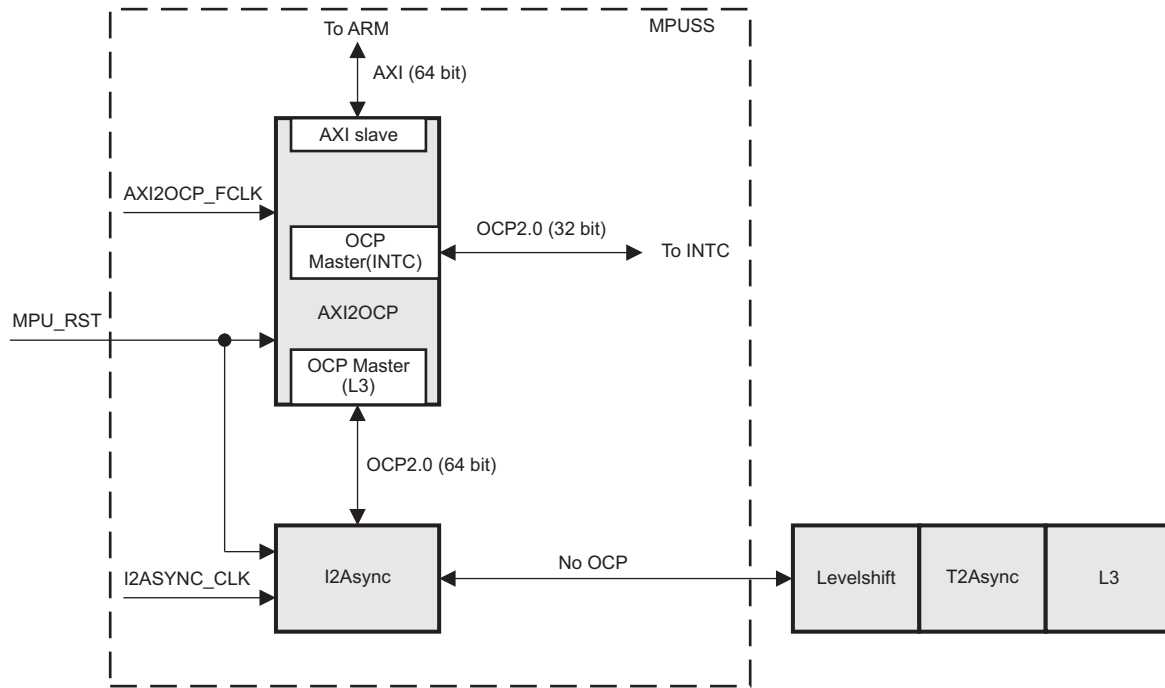 To ARM
MPUSS
AXI (64 bit)
AXI slave
AXI2OCP_FCLK
OCP
Master(INTC)
OCP2.0 (32 bit)
To INTC
AXI2OCP
MPU_RST
OCP Master
(L3)
OCP2.0 (64 bit)
I2ASYNC_CLK
I2Async
No OCP
Levelshift
T2Async
L3